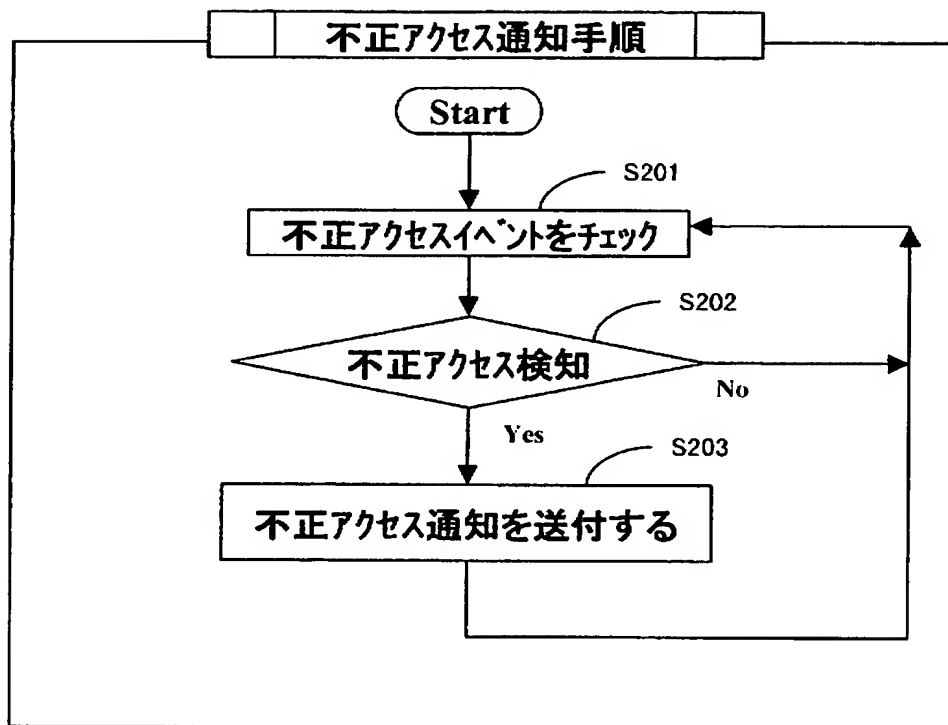 不正アクセス通知手順
Start
S201
不正アクセスイベントをチェック
S202
不正アクセス検知
No
Yes
S203
不正アクセス通知を送付する